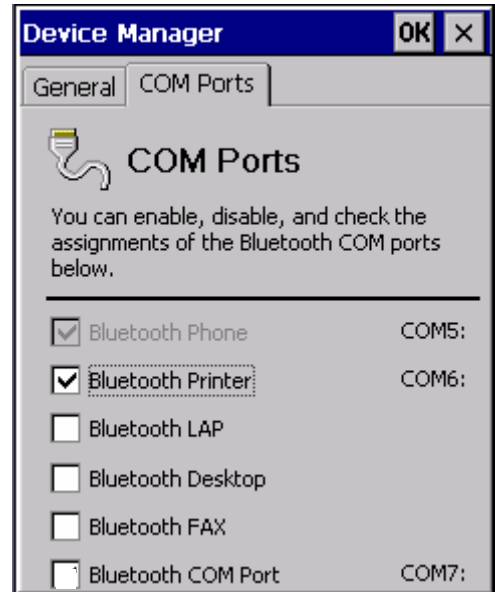 Device Manager OK ×
General COM Ports
COM Ports
You can enable, disable, and check the
assignments of the Bluetooth COM ports
below.
Bluetooth Phone COM5:
Bluetooth Printer COM6:
Bluetooth LAP
Bluetooth Desktop
Bluetooth FAX
Bluetooth COM Port COM7: